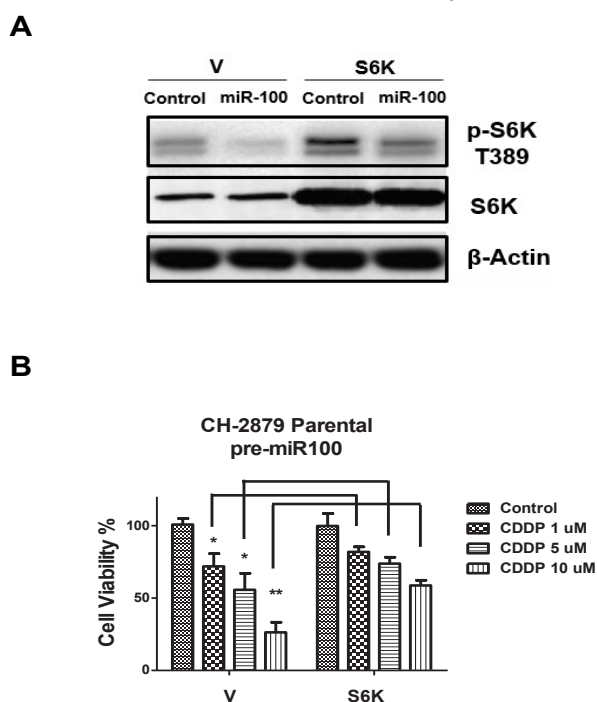 A
V S6K
Control miR-100 Control miR-100
p-S6K
T389
S6K
β-Actin
B
CH-2879 Parental
pre-miR100
Cell Viability %
100
50
0
* * **
V S6K
Control
CDDP 1 uM
CDDP 5 uM
CDDP 10 uM